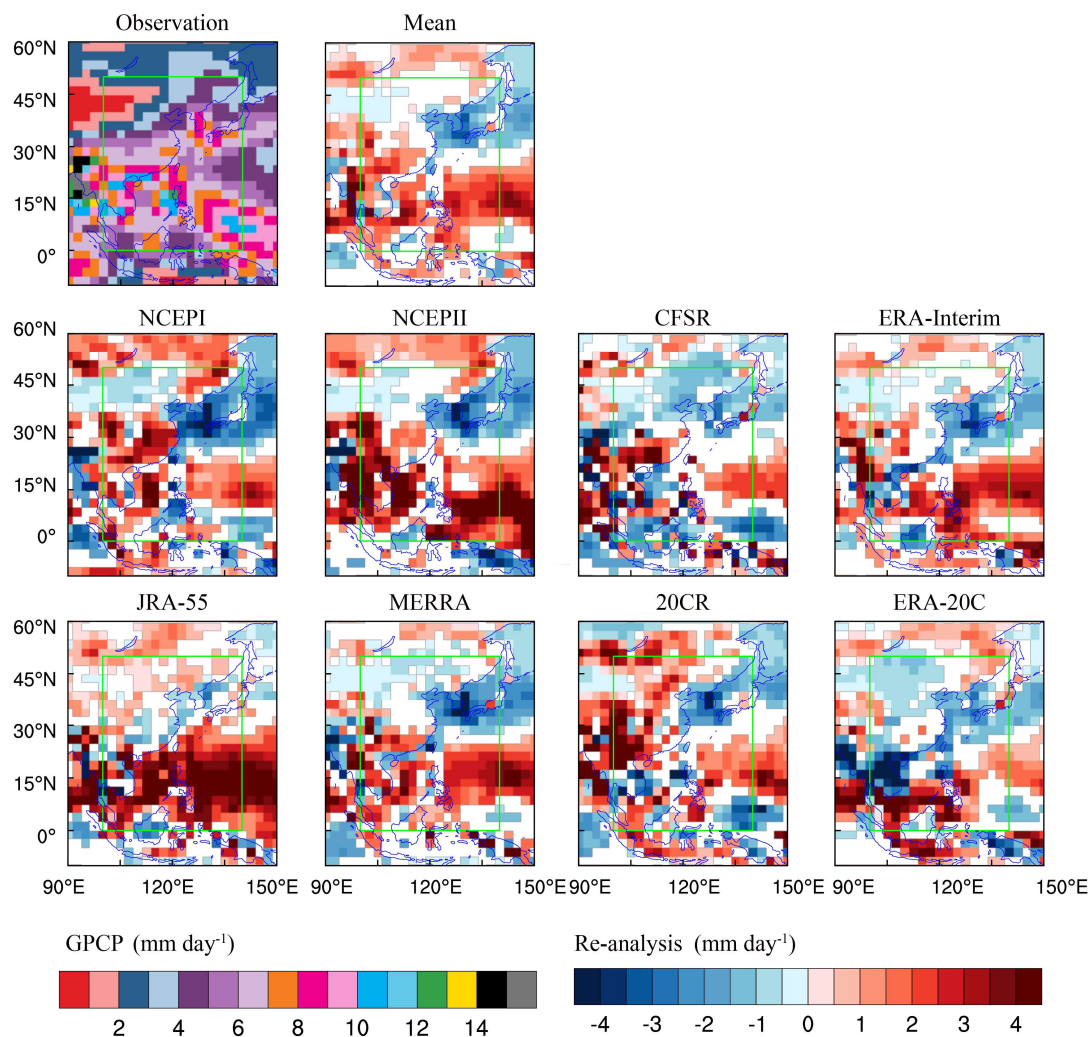 Observation Mean
60°N
45°N
30°N
15°N
0°
NCEPI NCEPII CFSR ERA-Interim
60°N
45°N
30°N
15°N
0°
JRA-55 MERRA 20CR ERA-20C
60°N
45°N
30°N
15°N
0°
90°E 120°E 150°E 90°E 120°E 150°E 90°E 120°E 150°E
GPCP (mm day⁻¹) Re-analysis (mm day⁻¹)
2 4 6 8 10 12 14 -4 -3 -2 -1 0 1 2 3 4